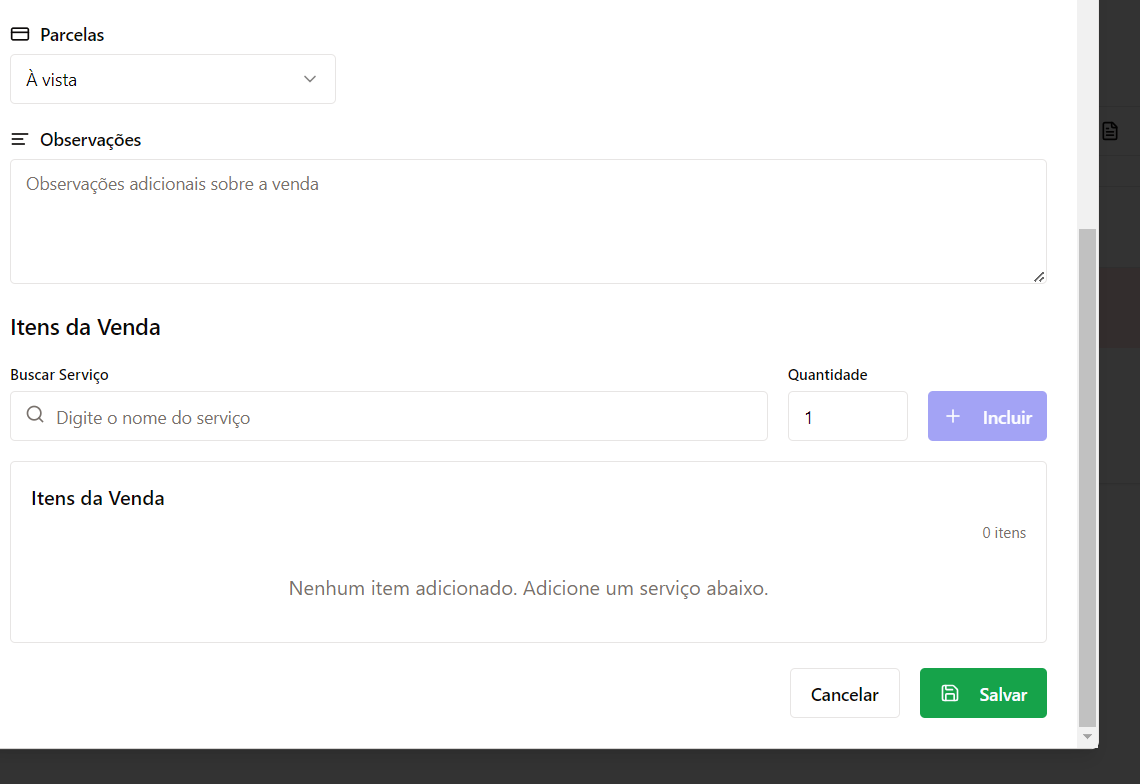 Parcelas
À vista
Observações
Observações adicionais sobre a venda
Itens da Venda
Buscar Serviço
Quantidade
Digite o nome do serviço
1
Incluir
Itens da Venda
0 itens
Nenhum item adicionado. Adicione um serviço abaixo.
Cancelar
Salvar